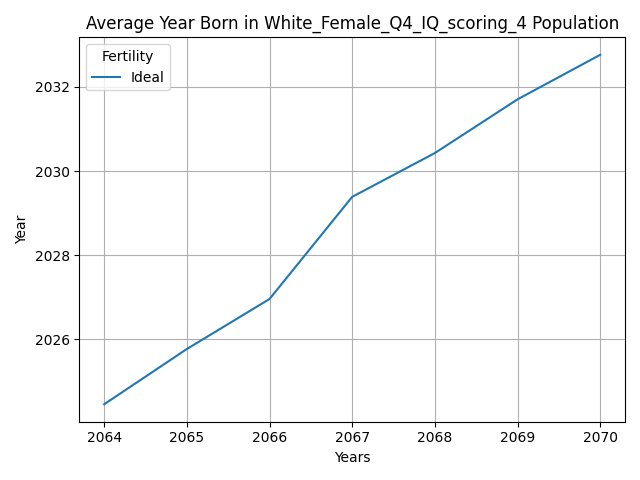 Average Year Born in White_Female_Q4_IQ_scoring_4 Population
Fertility
Ideal
2032
2030
2028
2026
Year
2064 2065 2066 2067 2068 2069 2070
Years